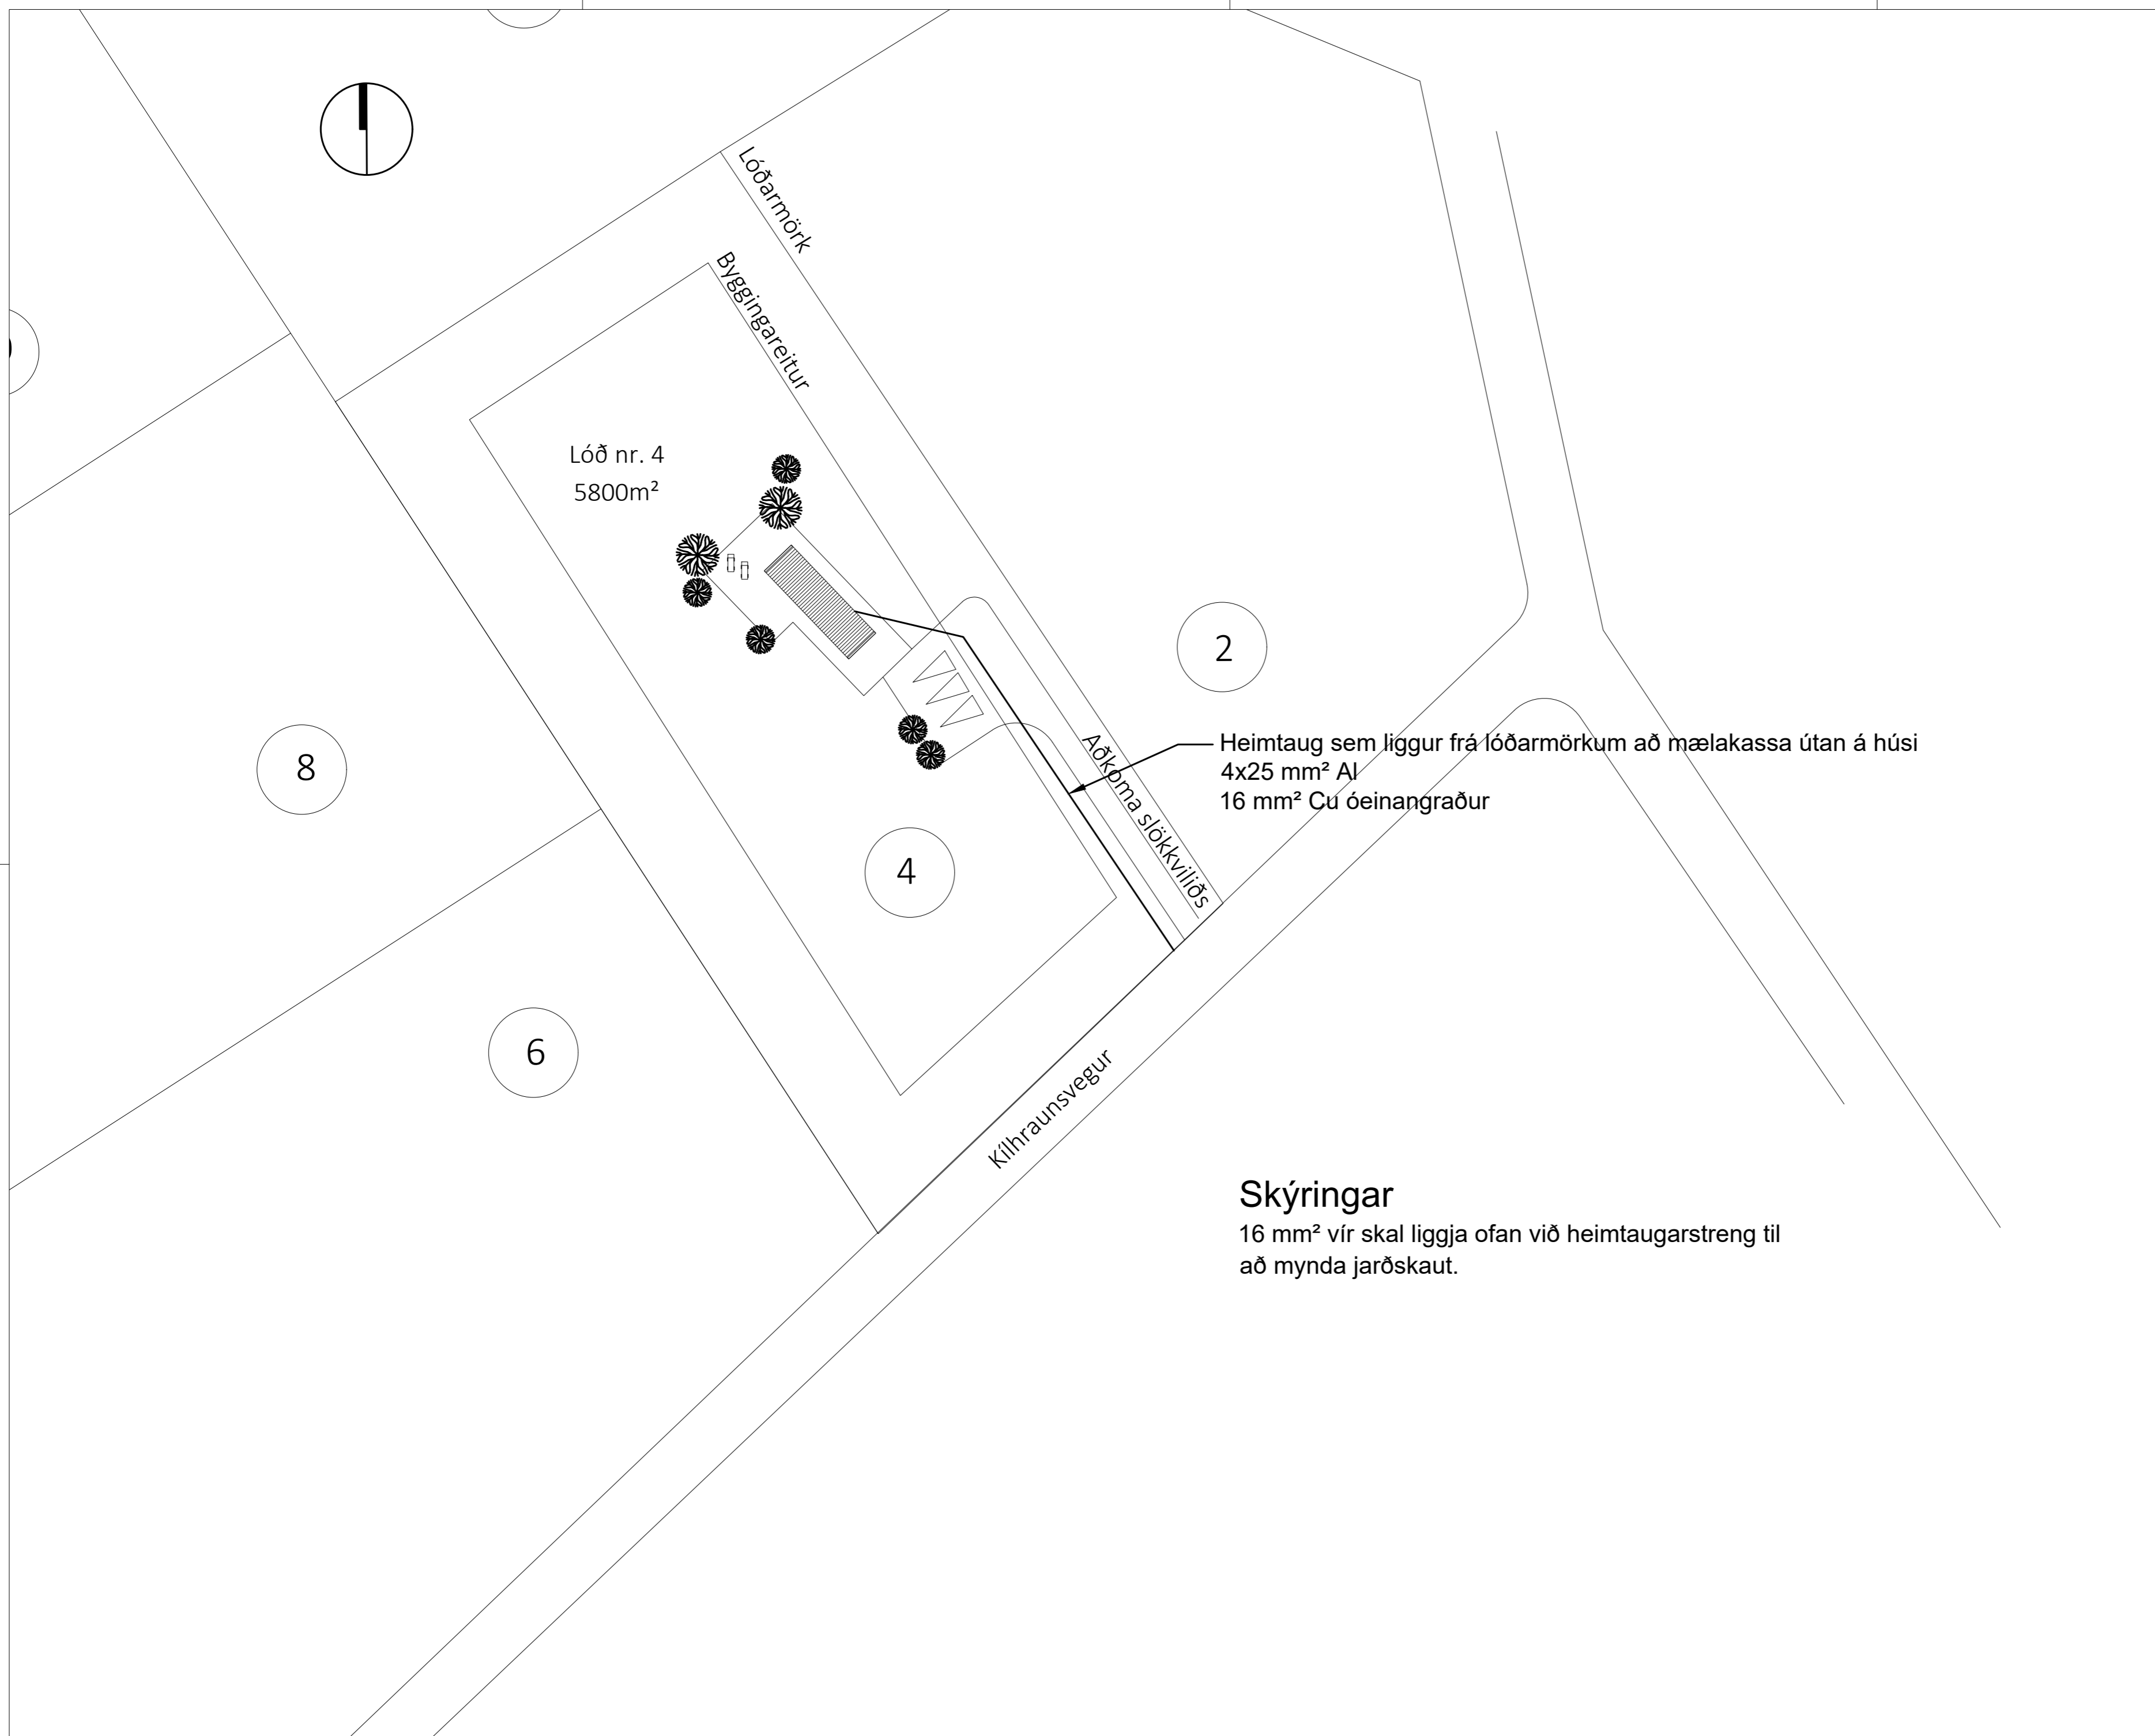 Lóðarmörk
Byggingareitur
Lóð nr. 4
5800m²
2
Heimtaug sem liggur frá lóðarmörkum að mælakassa útan á húsi
4x25 mm² Al
16 mm² Cu óeinangraður
Aðkoma slökkviliðs
8
4
6
Kílhraunsvegur
Skýringar
16 mm² vír skal liggja ofan við heimtaugarstreng til
að mynda jarðskaut.